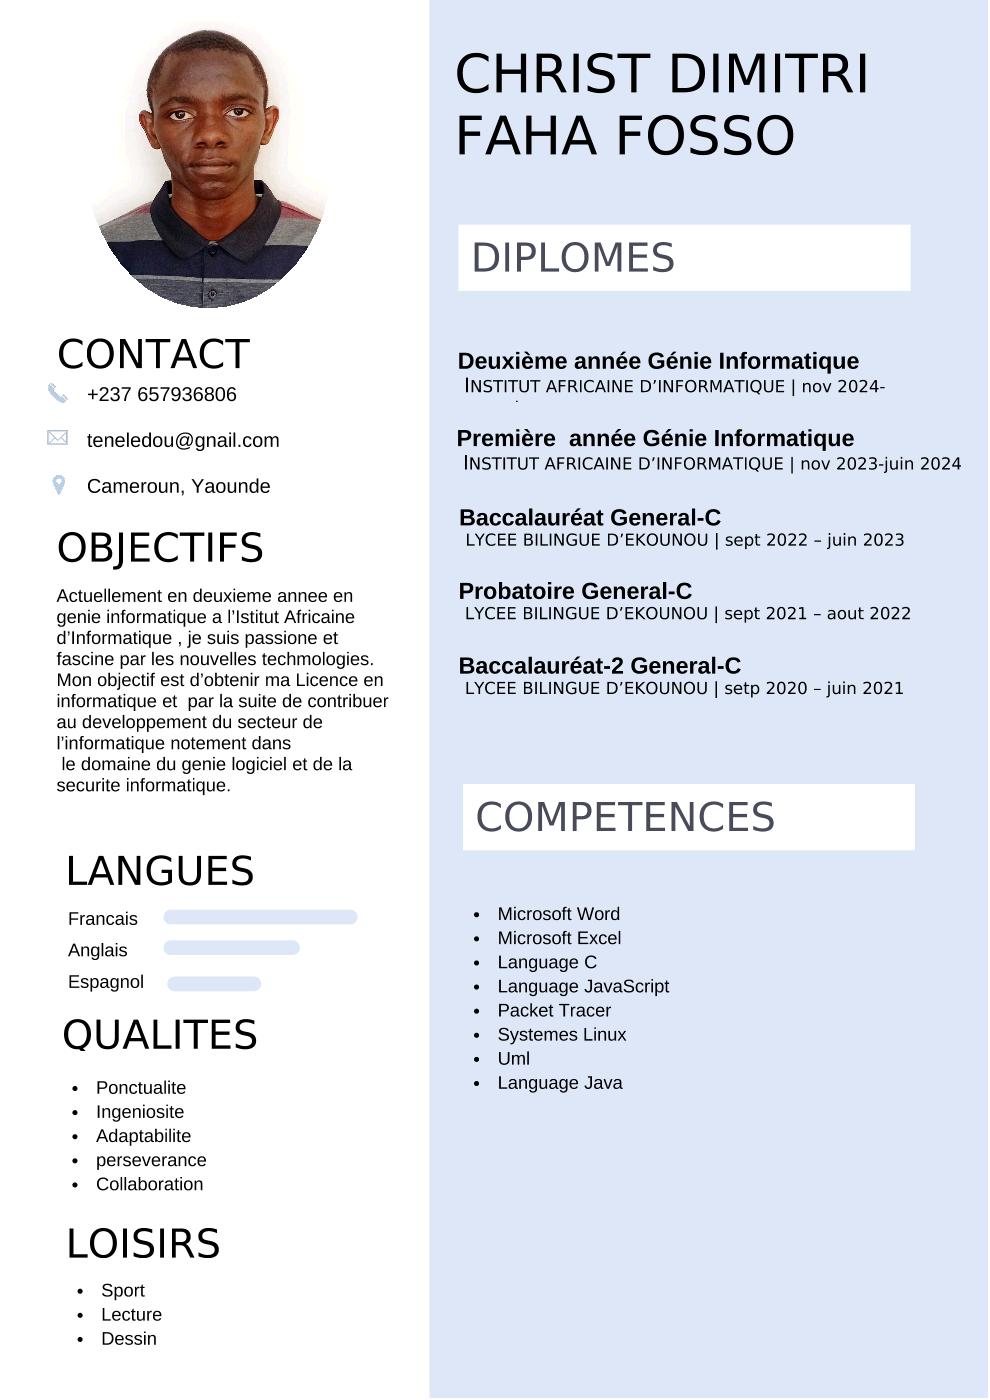 CHRIST DIMITRI
FAHA FOSSO
CONTACT
+237 657936806
teneledou@gnail.com
Cameroun, Yaounde
OBJECTIFS
Actuellement en deuxieme annee en
genie informatique a l’Istitut Africaine
d’Informatique , je suis passione et
fascine par les nouvelles techmologies.
Mon objectif est d’obtenir ma Licence en
informatique et  par la suite de contribuer
au developpement du secteur de
l’informatique notement dans
le domaine du genie logiciel et de la
securite informatique.
LANGUES
Francais
Anglais
Espagnol
QUALITES
• Ponctualite
• Ingeniosite
• Adaptabilite
• perseverance
• Collaboration
LOISIRS
• Sport
• Lecture
• Dessin
DIPLOMES
Deuxième année Génie Informatique
INSTITUT AFRICAINE D’INFORMATIQUE | nov 2024-
Première  année Génie Informatique
INSTITUT AFRICAINE D’INFORMATIQUE | nov 2023-juin 2024
Baccalauréat General-C
LYCEE BILINGUE D’EKOUNOU | sept 2022 – juin 2023
Probatoire General-C
LYCEE BILINGUE D’EKOUNOU | sept 2021 – aout 2022
Baccalauréat-2 General-C
LYCEE BILINGUE D’EKOUNOU | setp 2020 – juin 2021
COMPETENCES
• Microsoft Word
• Microsoft Excel
• Language C
• Language JavaScript
• Packet Tracer
• Systemes Linux
• Uml
• Language Java